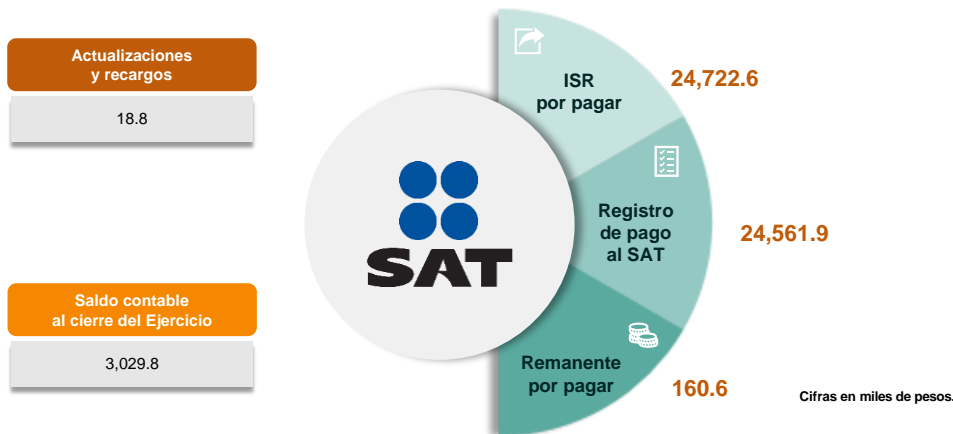 Actualizaciones
y recargos
18.8
Saldo contable
al cierre del Ejercicio
3,029.8
SAT
ISR
por pagar
24,722.6
Registro
de pago
al SAT
24,561.9
Remanente
por pagar
160.6
Cifras en miles de pesos.